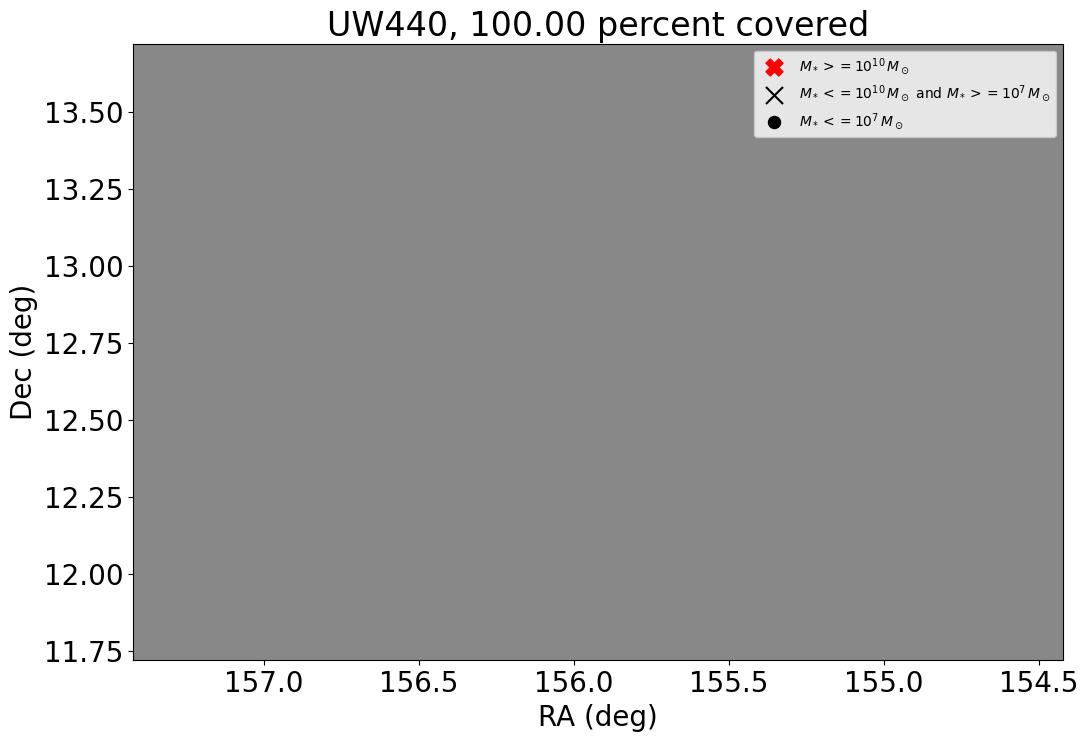 UW440, 100.00 percent covered
M* >= 10^10 M⊙
M* <= 10^10 M⊙ and M* >= 10^7 M⊙
M* <= 10^7 M⊙
13.50
13.25
13.00
12.75
12.50
12.25
12.00
11.75
Dec (deg)
157.0 156.5 156.0 155.5 155.0 154.5
RA (deg)